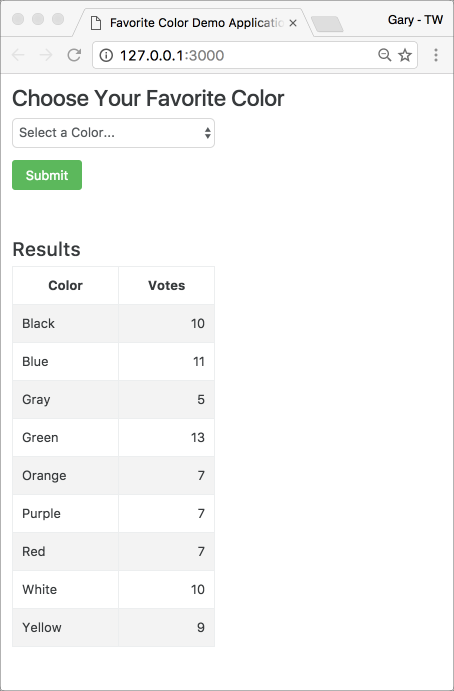 Favorite Color Demo Applicatio
Gary - TW
127.0.0.1:3000
Choose Your Favorite Color
Select a Color...
Submit
Results
Color Votes
Black 10
Blue 11
Gray 5
Green 13
Orange 7
Purple 7
Red 7
White 10
Yellow 9